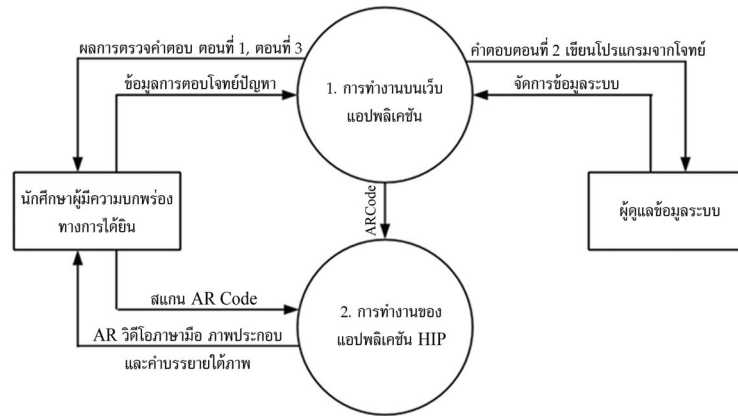 ผลการตรวจคำตอบ ตอนที่ 1, ตอนที่ 3
คำตอบตอนที่ 2 เขียนโปรแกรมจากโจทย์
ข้อมูลการตอบโจทย์ปัญหา
1. การทำงานบนเว็บ
แอปพลิเคชัน
จัดการข้อมูลระบบ
นักศึกษาผู้มีความบกพร่อง
ทางการได้ยิน
ARCode
ผู้ดูแลข้อมูลระบบ
สแกน AR Code
2. การทำงานของ
แอปพลิเคชัน HIP
AR วิดีโอภาษามือ ภาพประกอบ
และคำบรรยายใต้ภาพ